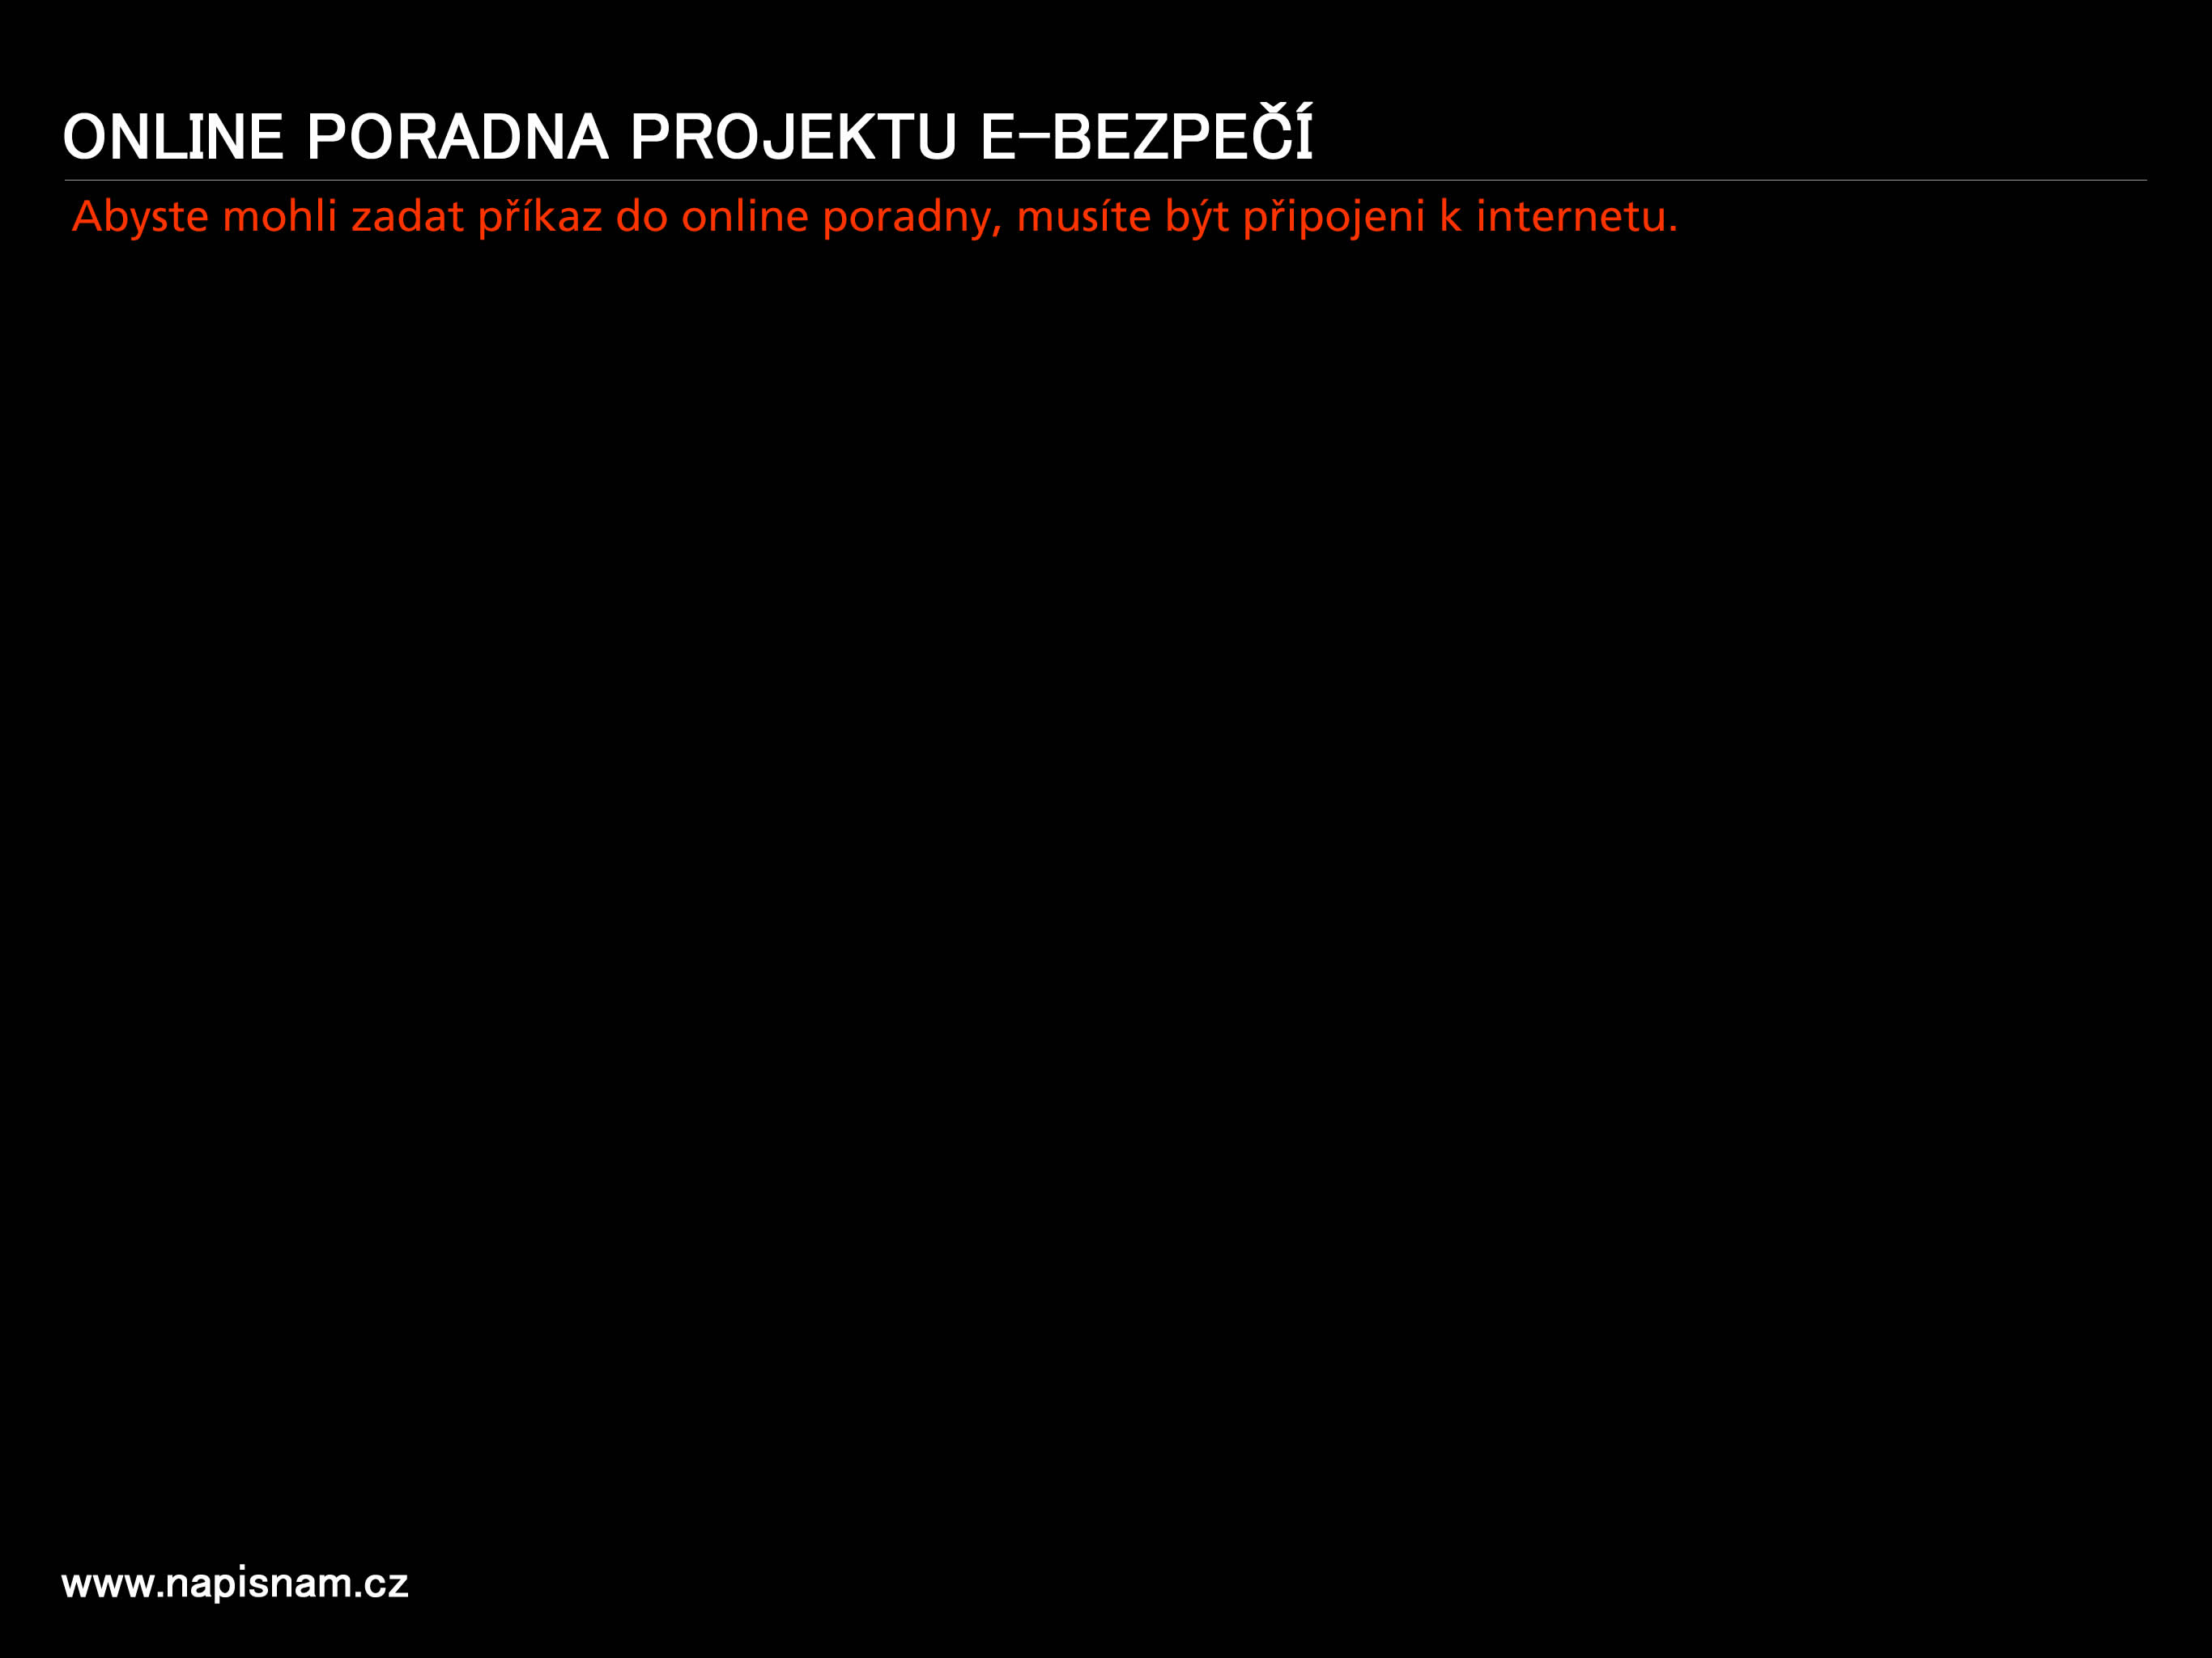 ONLINE PORADNA PROJEKTU E-BEZPEČÍ
Abyste mohli zadat příkaz do online poradny, musíte být připojeni k internetu.
www.napisnam.cz